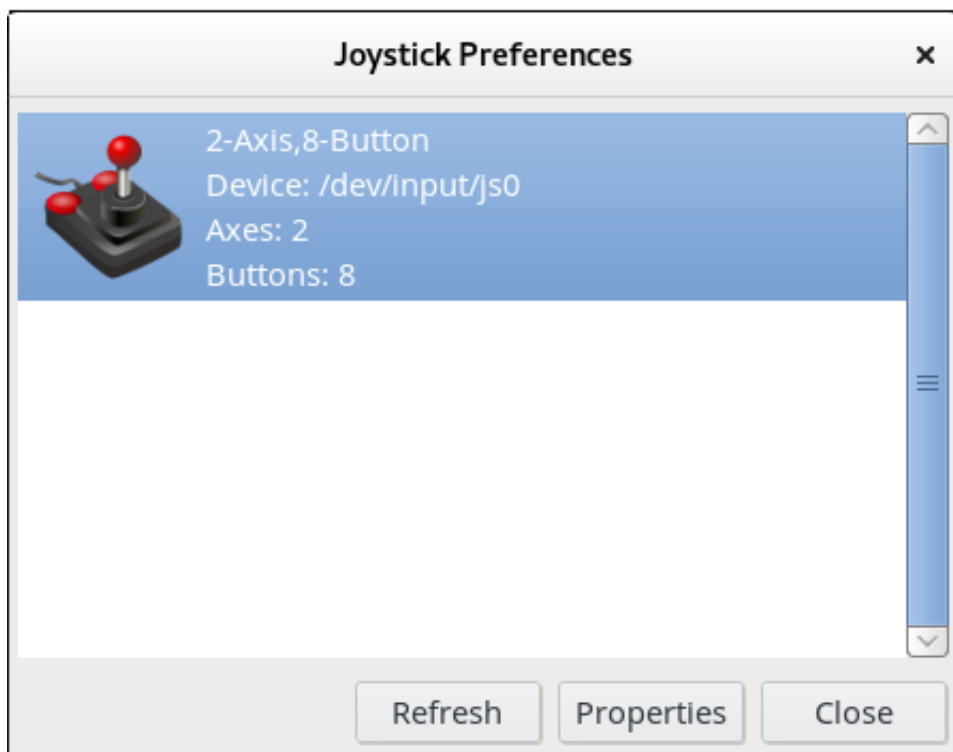 Joystick Preferences
2-Axis,8-Button
Device: /dev/input/js0
Axes: 2
Buttons: 8
Refresh Properties Close